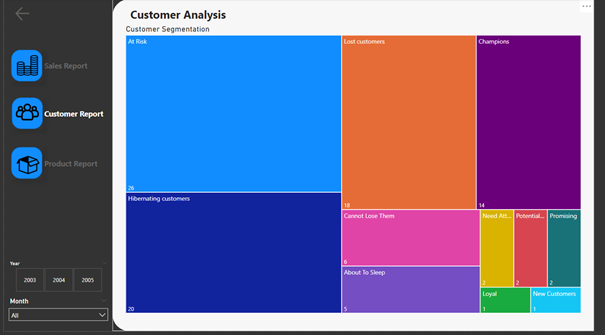 Customer Analysis
Customer Segmentation
Sales Report
Customer Report
Product Report
Year
2003 2004 2005
Month
All
At Risk
26
Hibernating customers
20
Lost customers
18
Champions
14
Cannot Lose Them
6
About To Sleep
5
Need Att...
2
Potential...
2
Promising
2
Loyal
1
New Customers
1